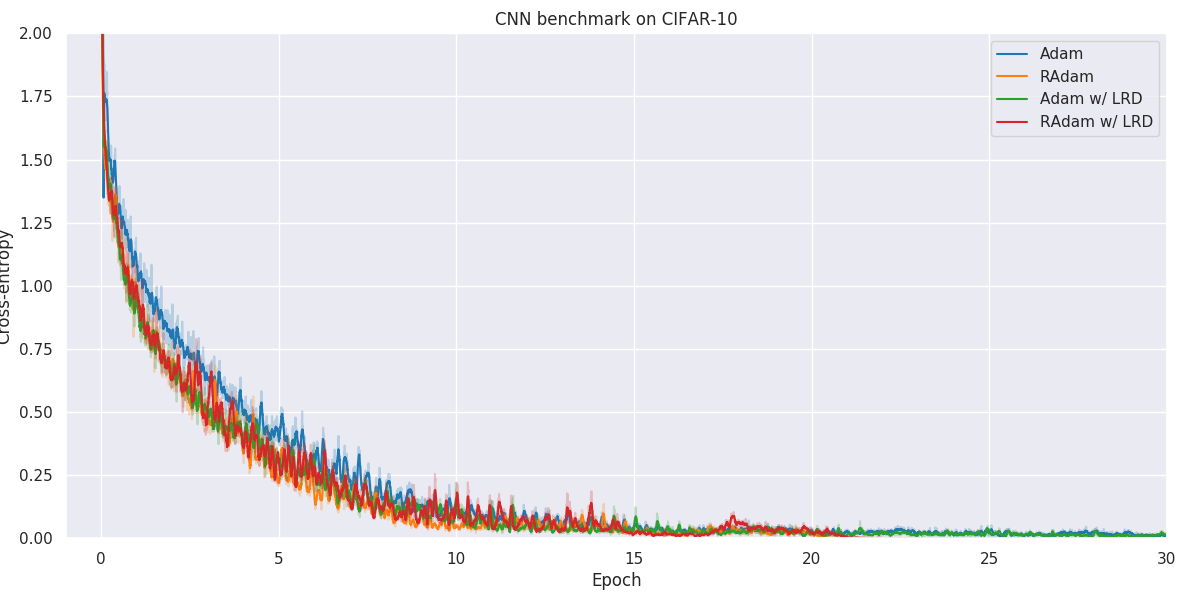 CNN benchmark on CIFAR-10
2.00
1.75
1.50
1.25
1.00
0.75
0.50
0.25
0.00
Cross-entropy
Adam
RAdam
Adam w/ LRD
RAdam w/ LRD
0 5 10 15 20 25 30
Epoch